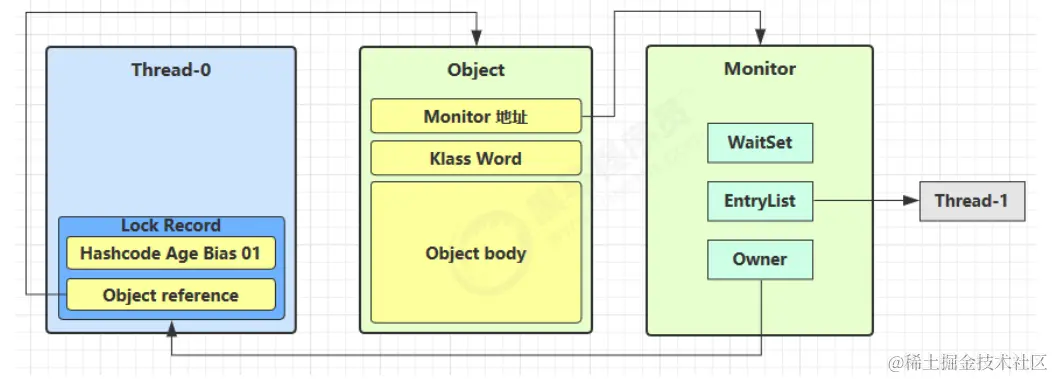 Thread-0
Lock Record
Hashcode Age Bias 01
Object reference
Object
Monitor 地址
Klass Word
Object body
Monitor
WaitSet
EntryList
Owner
Thread-1
@稀土掘金技术社区